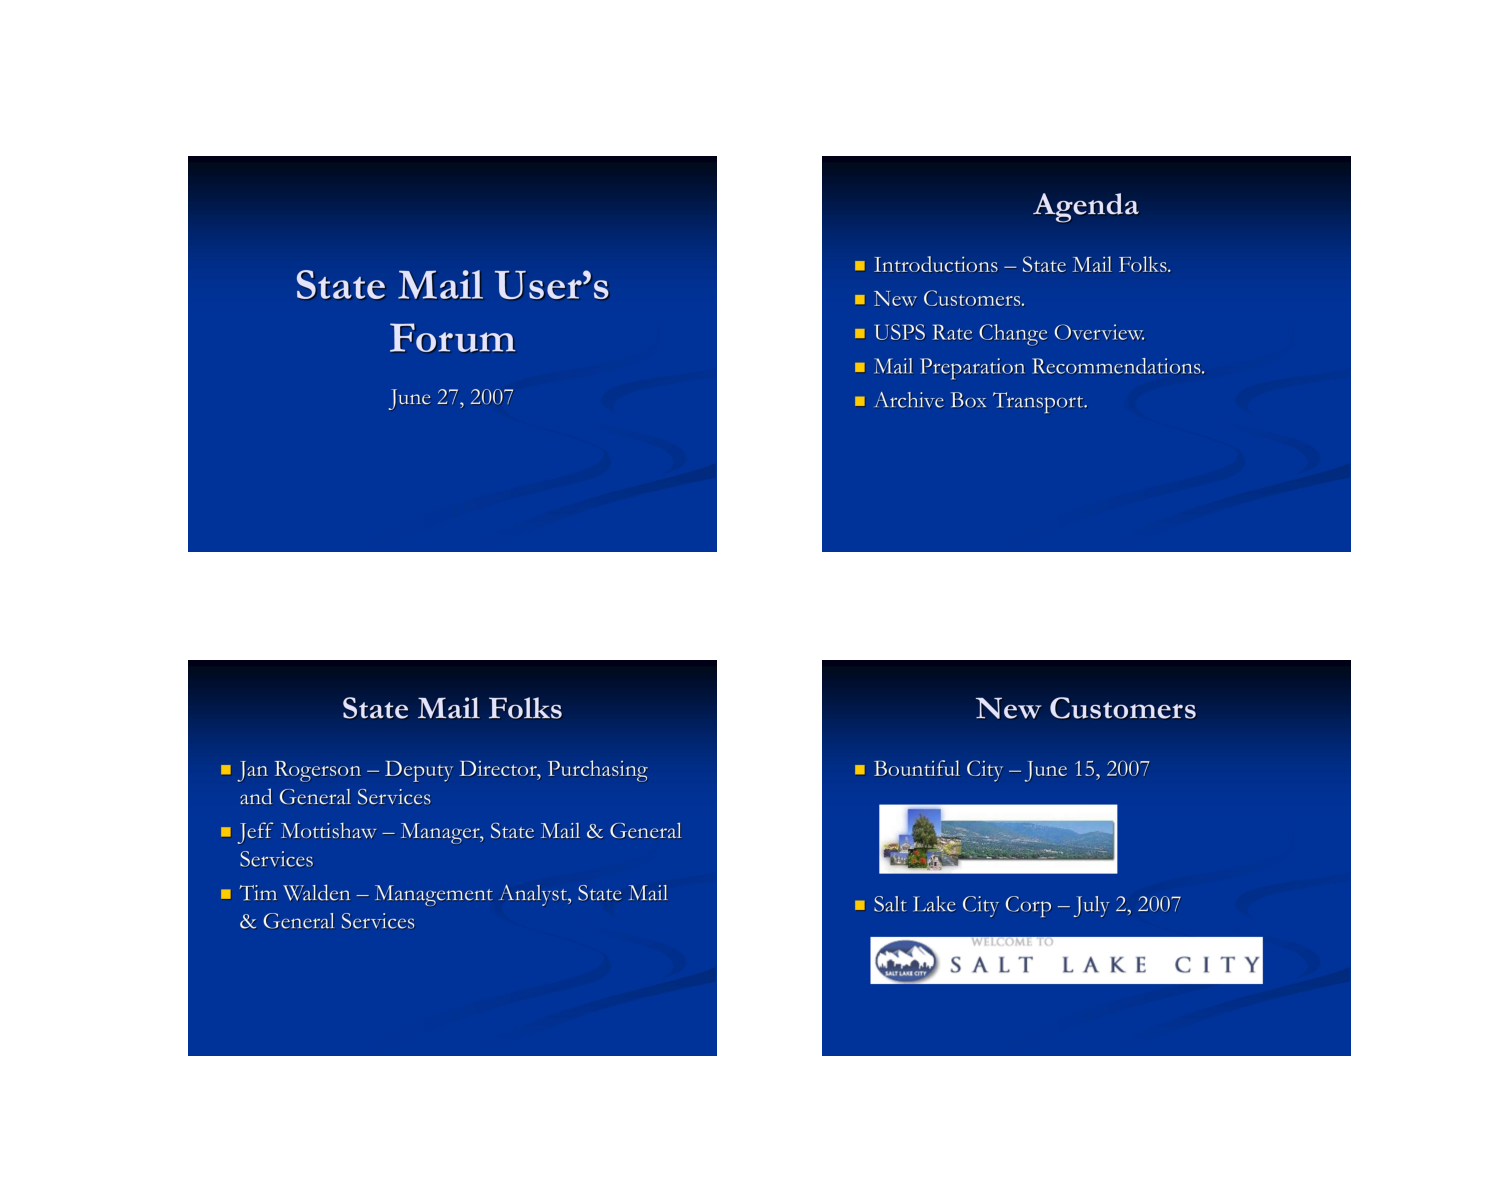 State Mail User's
Forum
June 27, 2007
Agenda
Introductions – State Mail Folks.
New Customers.
USPS Rate Change Overview.
Mail Preparation Recommendations.
Archive Box Transport.
State Mail Folks
Jan Rogerson – Deputy Director, Purchasing
and General Services
Jeff Mottishaw – Manager, State Mail & General
Services
Tim Walden – Management Analyst, State Mail
& General Services
New Customers
Bountiful City – June 15, 2007
Salt Lake City Corp – July 2, 2007
WELCOME TO
SALT LAKE CITY
SALT LAKE CITY